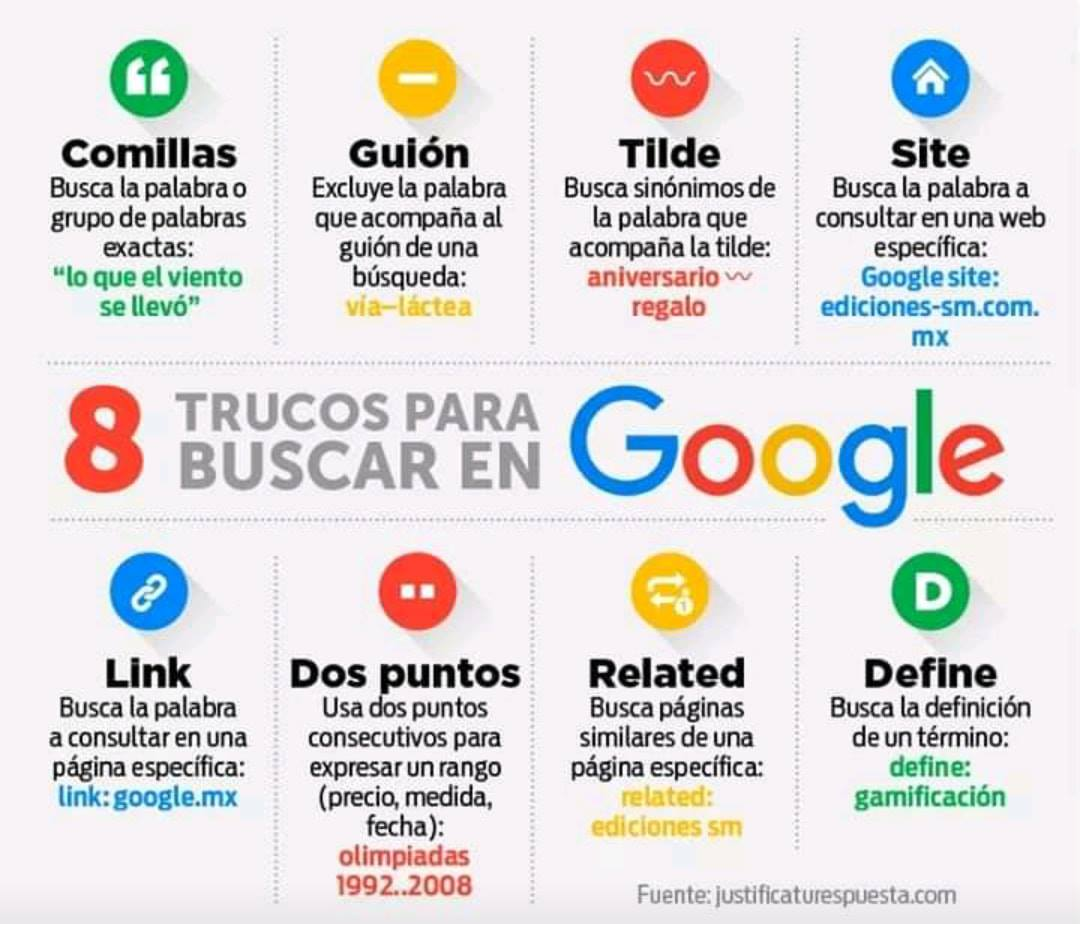 Comillas
Busca la palabra o
grupo de palabras
exactas:
“lo que el viento
se llevó”
Guión
Excluye la palabra
que acompaña al
guión de una
búsqueda:
vía–láctea
Tilde
Busca sinónimos de
la palabra que
acompaña la tilde:
aniversario ~
regalo
Site
Busca la palabra a
consultar en una web
específica:
Google site:
ediciones-sm.com.
mx
8 TRUCOS PARA
BUSCAR EN Google
Link
Busca la palabra
a consultar en una
página específica:
link: google.mx
Dos puntos
Usa dos puntos
consecutivos para
expresar un rango
(precio, medida,
fecha):
olimpiadas
1992..2008
Related
Busca páginas
similares de una
página específica:
related:
ediciones sm
D
Define
Busca la definición
de un término:
define:
gamificación
Fuente: justificaturespuesta.com